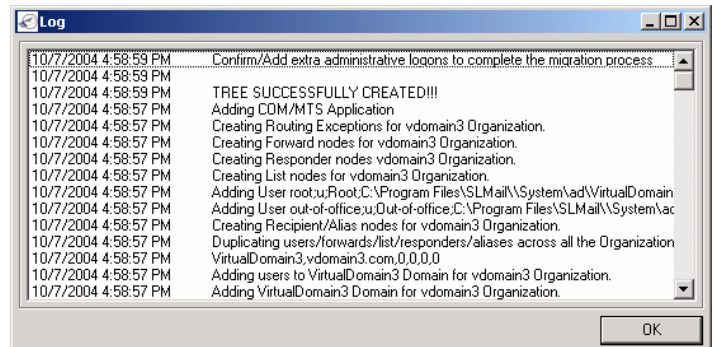 Log
10/7/2004 4:58:59 PM Confirm/Add extra administrative logons to complete the migration process
10/7/2004 4:58:59 PM
10/7/2004 4:58:59 PM TREE SUCCESSFULLY CREATED!!!
10/7/2004 4:58:57 PM Adding COM/MTS Application
10/7/2004 4:58:57 PM Creating Routing Exceptions for vdomain3 Organization.
10/7/2004 4:58:57 PM Creating Forward nodes for vdomain3 Organization.
10/7/2004 4:58:57 PM Creating Responder nodes vdomain3 Organization.
10/7/2004 4:58:57 PM Creating List nodes for vdomain3 Organization.
10/7/2004 4:58:57 PM Adding User root;u;Root;C:\Program Files\SLMail\\System\ad\VirtualDomain
10/7/2004 4:58:57 PM Adding User out-of-office;u;Out-of-office;C:\Program Files\SLMail\\System\ac
10/7/2004 4:58:57 PM Creating Recipient/Alias nodes for vdomain3 Organization.
10/7/2004 4:58:57 PM Duplicating users/forwards/list/responders/aliases across all the Organization
10/7/2004 4:58:57 PM VirtualDomain3,vdomain3.com,0,0,0,0
10/7/2004 4:58:57 PM Adding users to VirtualDomain3 Domain for vdomain3 Organization.
10/7/2004 4:58:57 PM Adding VirtualDomain3 Domain for vdomain3 Organization.
OK